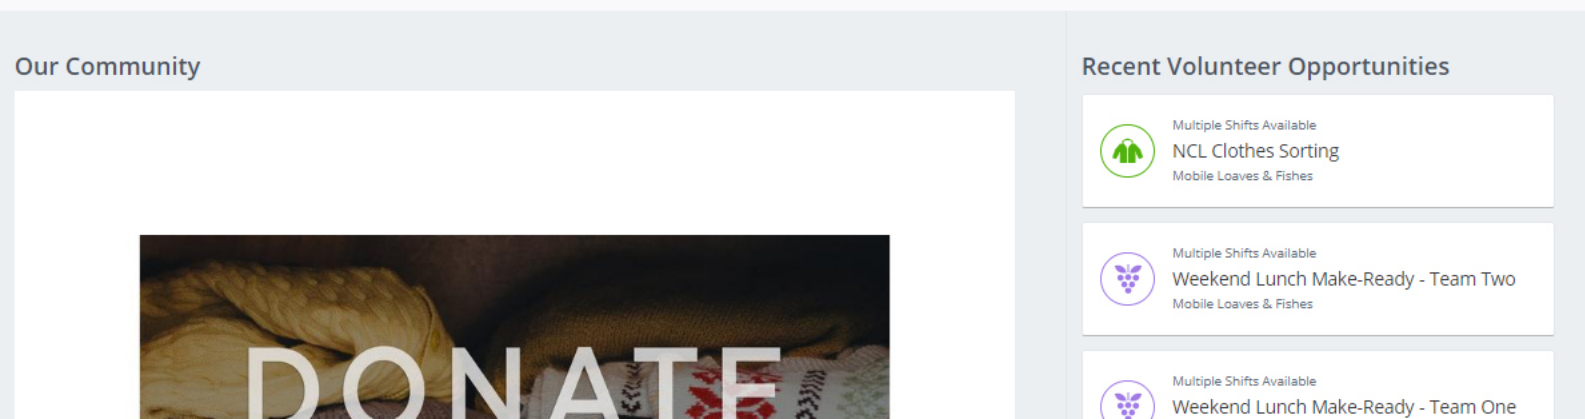 Our Community
DONATE
Recent Volunteer Opportunities
Multiple Shifts Available
NCL Clothes Sorting
Mobile Loaves & Fishes
Multiple Shifts Available
Weekend Lunch Make-Ready - Team Two
Mobile Loaves & Fishes
Multiple Shifts Available
Weekend Lunch Make-Ready - Team One